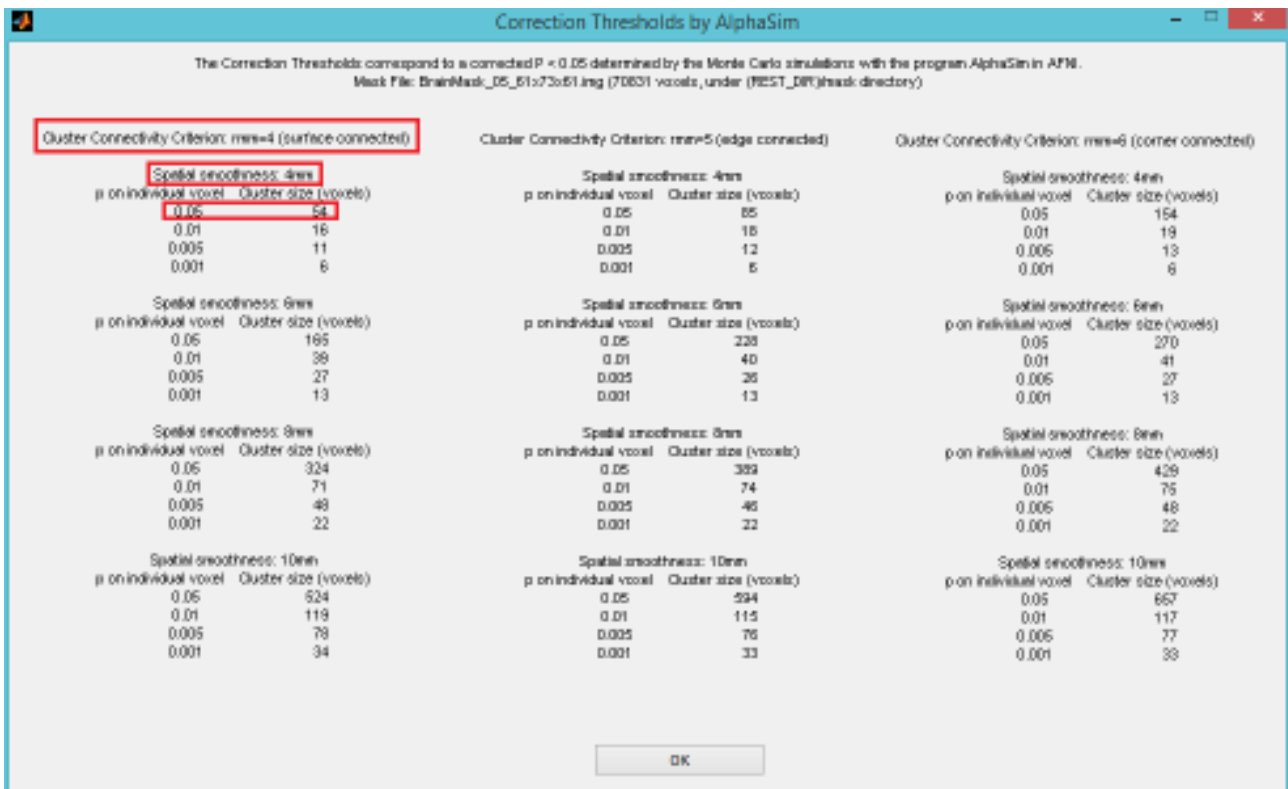 Correction Thresholds by AlphaSim
The Correction Thresholds correspond to a corrected P < 0.05 determined by the Monte Carlo simulations with the program AlphaSim in AFNI.
Mask File: BrainMask_05_61x73x61.img (70831 voxels, under {REST_DIR}\mask directory)
Cluster Connectivity Criterion: rmm=4 (surface connected)
Spatial smoothness: 4mm
p on individual voxel Cluster size (voxels)
0.05 54
0.01 16
0.005 11
0.001 6
Spatial smoothness: 6mm
p on individual voxel Cluster size (voxels)
0.05 165
0.01 39
0.005 27
0.001 13
Spatial smoothness: 8mm
p on individual voxel Cluster size (voxels)
0.05 324
0.01 71
0.005 48
0.001 22
Spatial smoothness: 10mm
p on individual voxel Cluster size (voxels)
0.05 524
0.01 119
0.005 78
0.001 34
Cluster Connectivity Criterion: rmm=5 (edge connected)
Spatial smoothness: 4mm
p on individual voxel Cluster size (voxels)
0.05 85
0.01 18
0.005 12
0.001 6
Spatial smoothness: 6mm
p on individual voxel Cluster size (voxels)
0.05 228
0.01 40
0.005 26
0.001 13
Spatial smoothness: 8mm
p on individual voxel Cluster size (voxels)
0.05 389
0.01 74
0.005 46
0.001 22
Spatial smoothness: 10mm
p on individual voxel Cluster size (voxels)
0.05 594
0.01 115
0.005 76
0.001 33
Cluster Connectivity Criterion: rmm=6 (corner connected)
Spatial smoothness: 4mm
p on individual voxel Cluster size (voxels)
0.05 154
0.01 19
0.005 13
0.001 6
Spatial smoothness: 6mm
p on individual voxel Cluster size (voxels)
0.05 270
0.01 41
0.005 27
0.001 13
Spatial smoothness: 8mm
p on individual voxel Cluster size (voxels)
0.05 429
0.01 75
0.005 48
0.001 22
Spatial smoothness: 10mm
p on individual voxel Cluster size (voxels)
0.05 667
0.01 117
0.005 77
0.001 33
OK